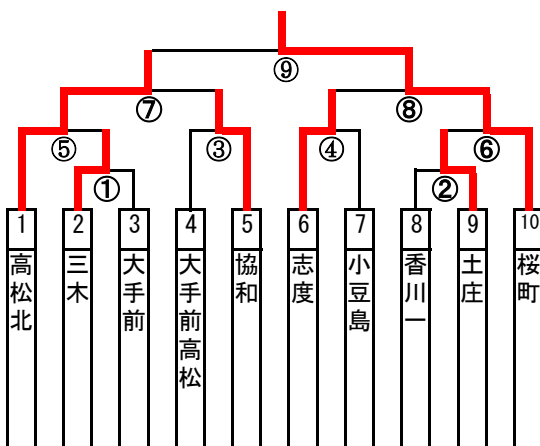 ⑨
⑦ ⑧
⑤ ③ ④ ⑥
① ②
1 2 3 4 5 6 7 8 9 10
高松北
三木
大手前
大手前高松
協和
志度
小豆島
香川一
土庄
桜町